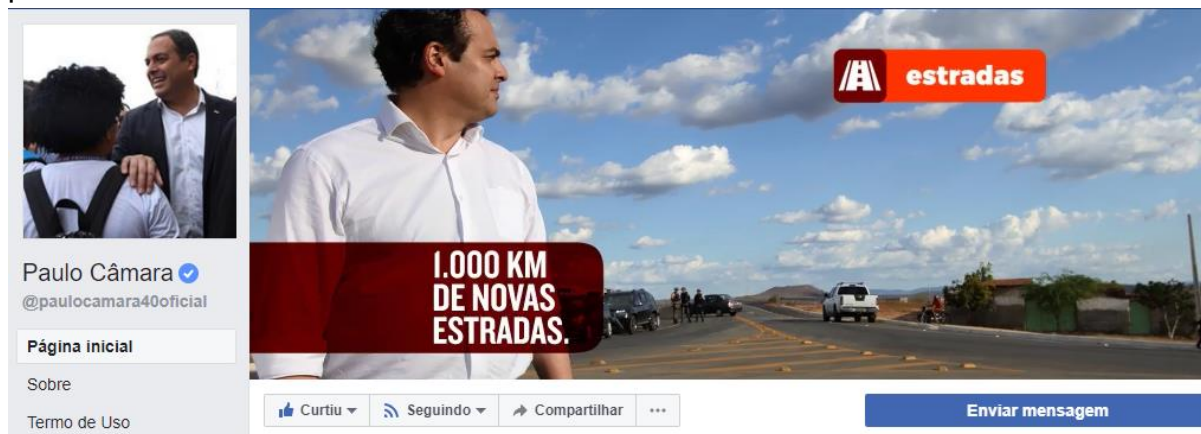 estradas
1.000 KM
DE NOVAS
ESTRADAS.
Paulo Câmara
@paulocamara40oficial
Página inicial
Sobre
Termo de Uso
Curtiu
Seguindo
Compartilhar
Enviar mensagem